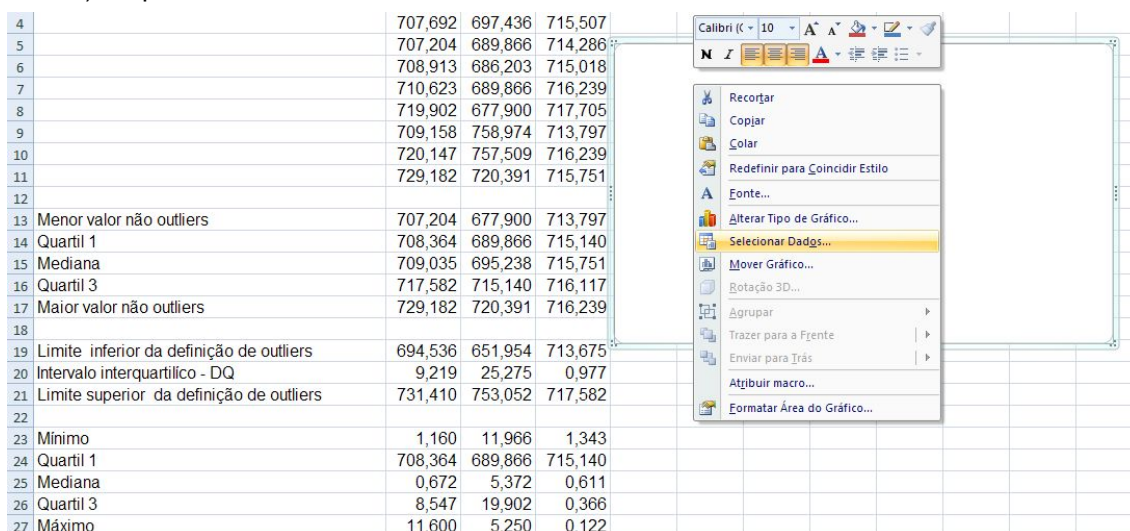 4 707,692 697,436 715,507
5 707,204 689,866 714,286
6 708,913 686,203 715,018
7 710,623 689,866 716,239
8 719,902 677,900 717,705
9 709,158 758,974 713,797
10 720,147 757,509 716,239
11 729,182 720,391 715,751
12
13 Menor valor não outliers 707,204 677,900 713,797
14 Quartil 1 708,364 689,866 715,140
15 Mediana 709,035 695,238 715,751
16 Quartil 3 717,582 715,140 716,117
17 Maior valor não outliers 729,182 720,391 716,239
18
19 Limite inferior da definição de outliers 694,536 651,954 713,675
20 Intervalo interquartilíco - DQ 9,219 25,275 0,977
21 Limite superior da definição de outliers 731,410 753,052 717,582
22
23 Mínimo 1,160 11,966 1,343
24 Quartil 1 708,364 689,866 715,140
25 Mediana 0,672 5,372 0,611
26 Quartil 3 8,547 19,902 0,366
27 Máximo 11,600 5,250 0,122
Calibri (C 10 A A
N I A
Recortar
Copiar
Colar
Redefinir para Coincidir Estilo
A Fonte...
Alterar Tipo de Gráfico...
Selecionar Dados...
Mover Gráfico...
Rotação 3D...
Agrupar
Trazer para a Frente
Enviar para Trás
Atribuir macro...
Formatar Área do Gráfico...